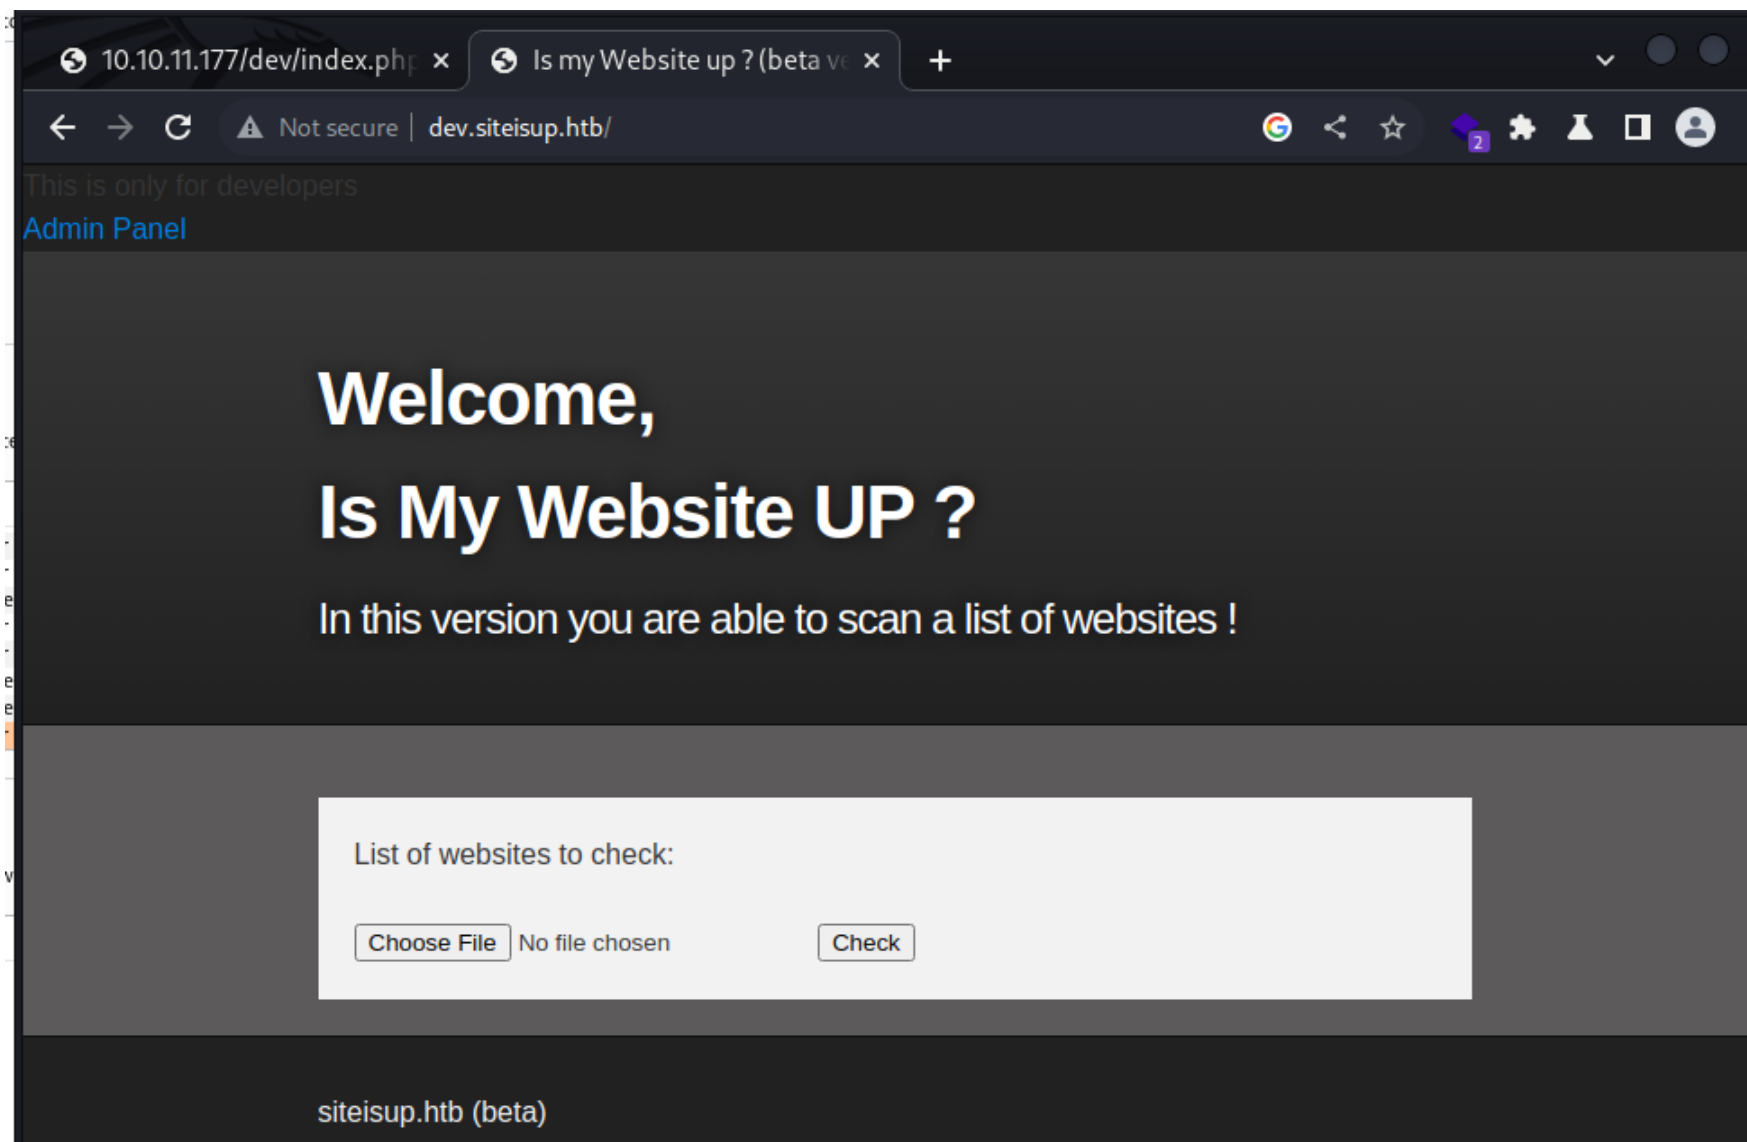 10.10.11.177/dev/index.php
Is my Website up ? (beta ve
Not secure
dev.siteisup.htb/
2
This is only for developers
Admin Panel
Welcome,
Is My Website UP ?
In this version you are able to scan a list of websites !
List of websites to check:
Choose File No file chosen Check
siteisup.htb (beta)